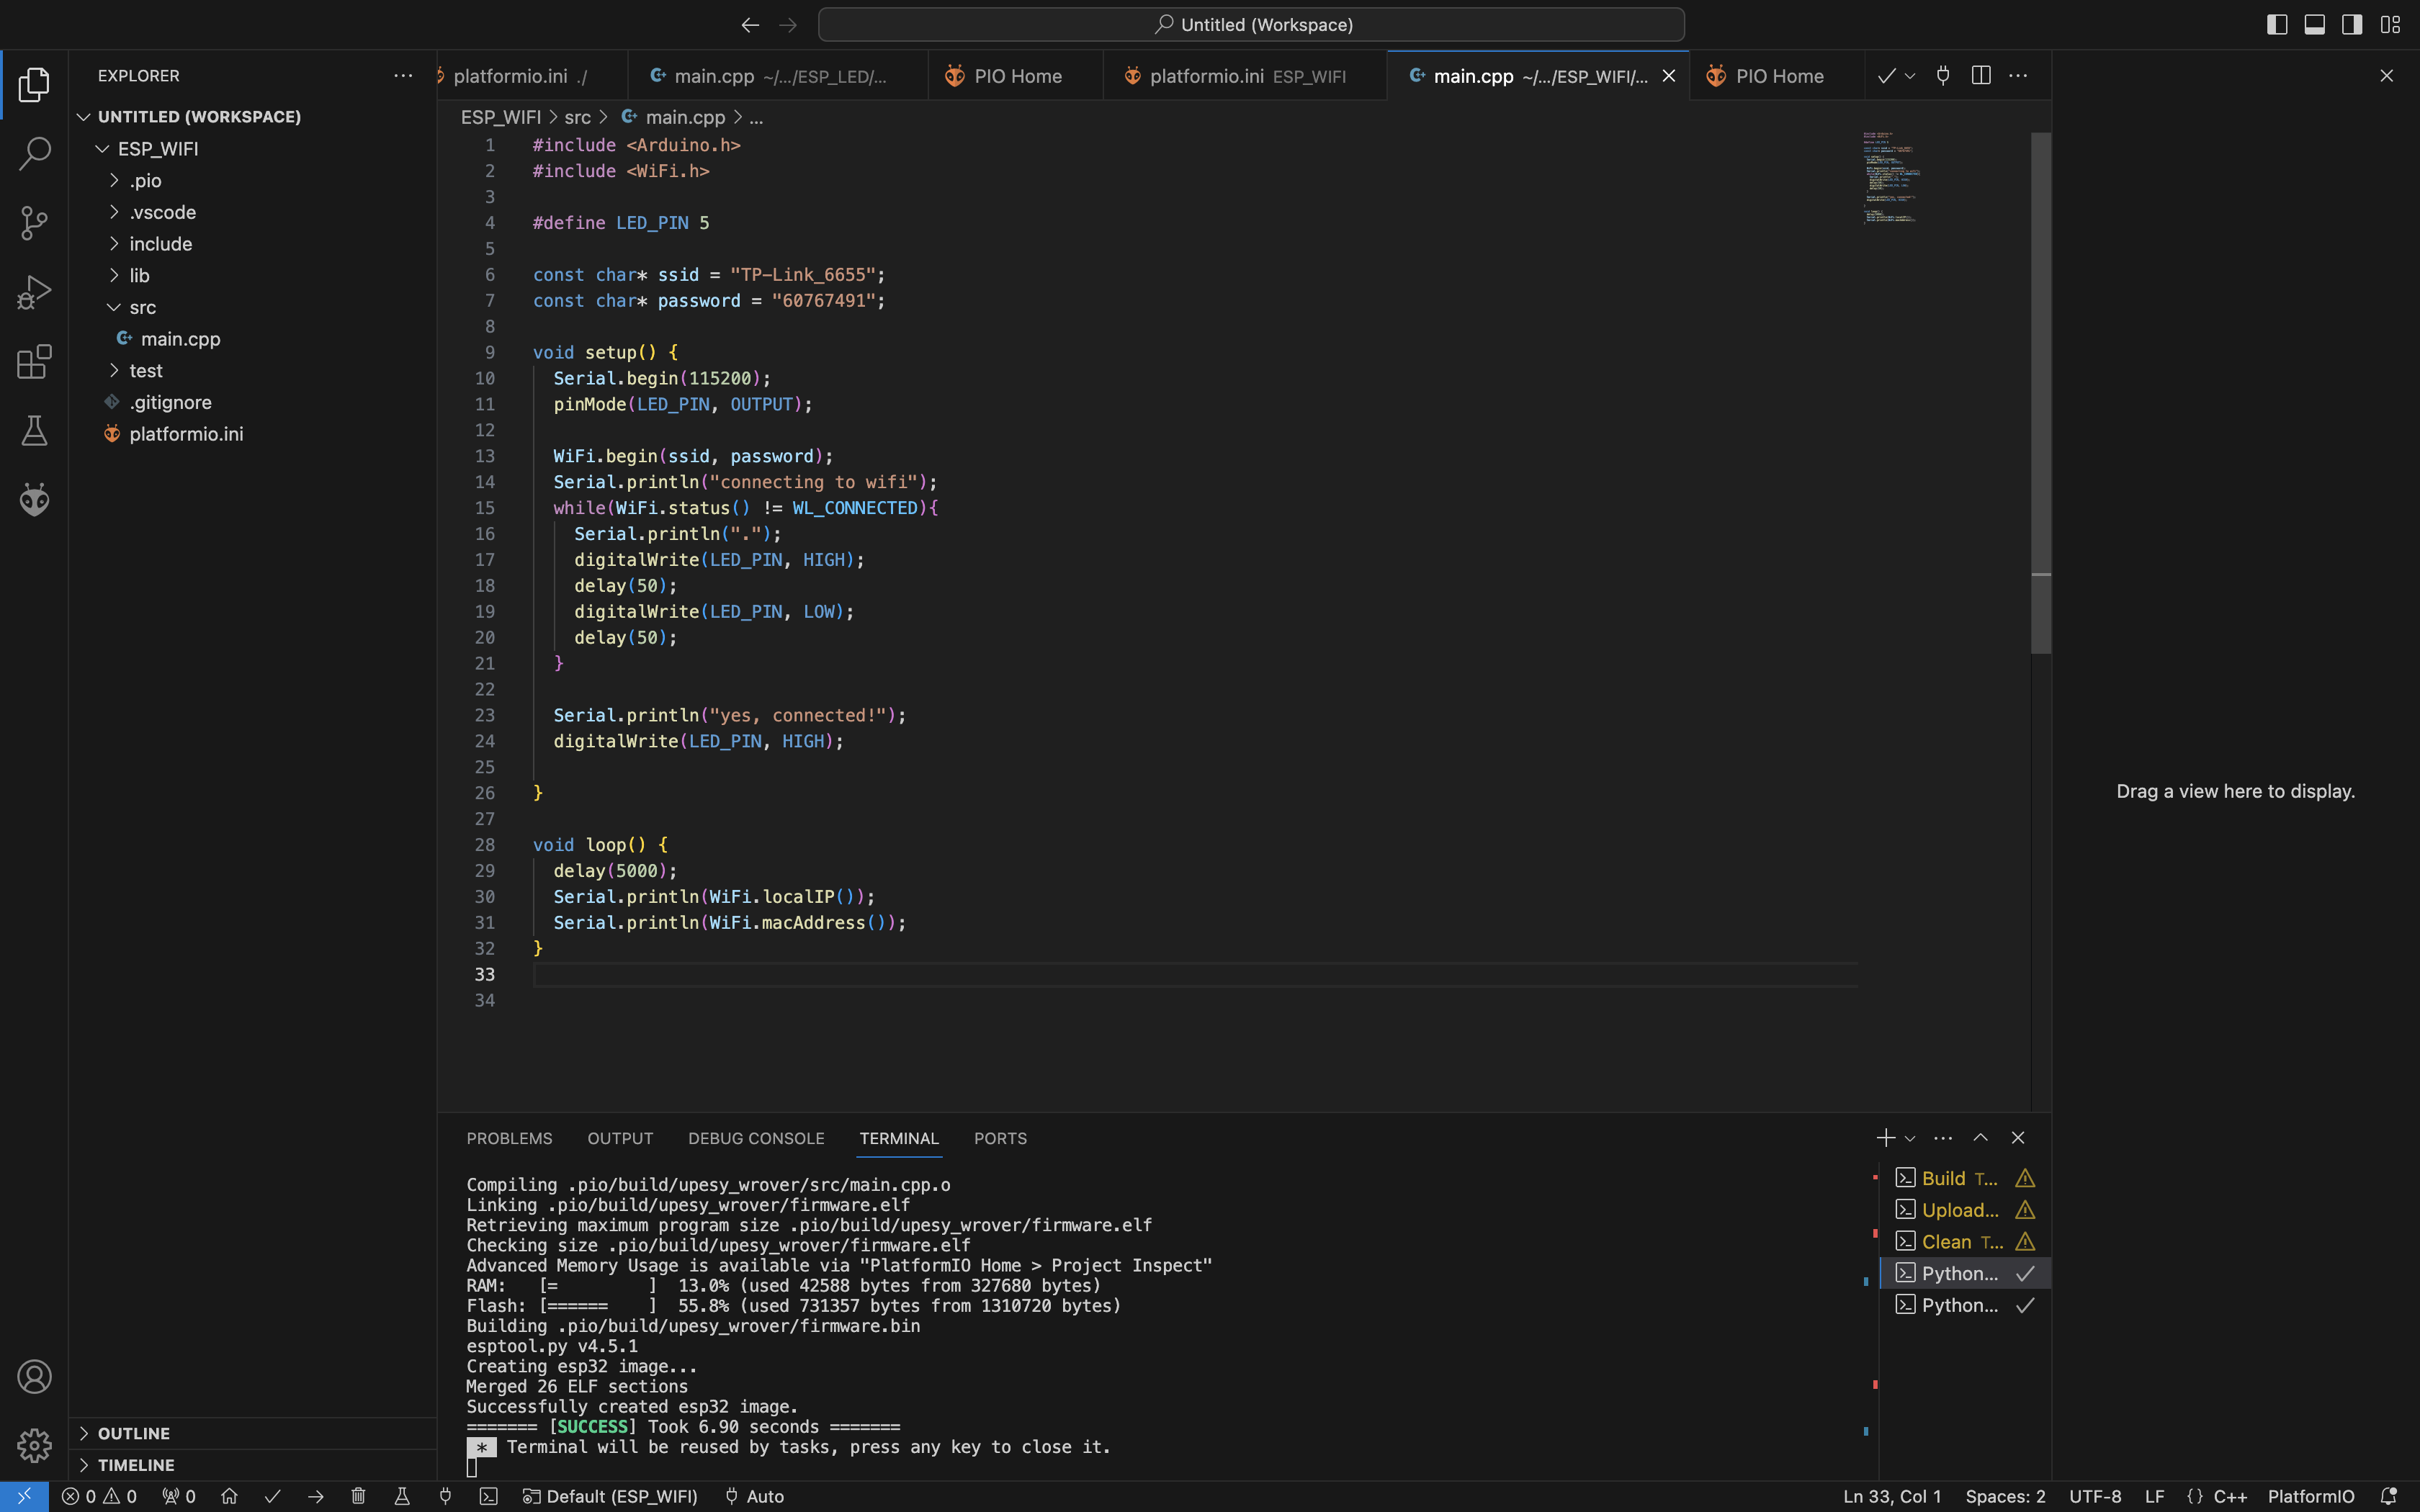 Untitled (Workspace)
EXPLORER
UNTITLED (WORKSPACE)
ESP_WIFI
.pio
.vscode
include
lib
src
main.cpp
test
.gitignore
platformio.ini
OUTLINE
TIMELINE
platformio.ini ./
main.cpp ~/.../ESP_LED/...
PIO Home
platformio.ini ESP_WIFI
main.cpp ~/.../ESP_WIFI/...
PIO Home
ESP_WIFI > src > main.cpp > ...
1 #include <Arduino.h>
2 #include <WiFi.h>
3
4 #define LED_PIN 5
5
6 const char* ssid = "TP-Link_6655";
7 const char* password = "60767491";
8
9 void setup() {
10 Serial.begin(115200);
11 pinMode(LED_PIN, OUTPUT);
12
13 WiFi.begin(ssid, password);
14 Serial.println("connecting to wifi");
15 while(WiFi.status() != WL_CONNECTED){
16 Serial.println(".");
17 digitalWrite(LED_PIN, HIGH);
18 delay(50);
19 digitalWrite(LED_PIN, LOW);
20 delay(50);
21 }
22
23 Serial.println("yes, connected!");
24 digitalWrite(LED_PIN, HIGH);
25
26 }
27
28 void loop() {
29 delay(5000);
30 Serial.println(WiFi.localIP());
31 Serial.println(WiFi.macAddress());
32 }
33
34
Drag a view here to display.
PROBLEMS OUTPUT DEBUG CONSOLE TERMINAL PORTS
Compiling .pio/build/upesy_wrover/src/main.cpp.o
Linking .pio/build/upesy_wrover/firmware.elf
Retrieving maximum program size .pio/build/upesy_wrover/firmware.elf
Checking size .pio/build/upesy_wrover/firmware.elf
Advanced Memory Usage is available via "PlatformIO Home > Project Inspect"
RAM: [= ] 13.0% (used 42588 bytes from 327680 bytes)
Flash: [====== ] 55.8% (used 731357 bytes from 1310720 bytes)
Building .pio/build/upesy_wrover/firmware.bin
esptool.py v4.5.1
Creating esp32 image...
Merged 26 ELF sections
Successfully created esp32 image.
======= [SUCCESS] Took 6.90 seconds =======
* Terminal will be reused by tasks, press any key to close it.
Build T...
Upload...
Clean T...
Python...
Python...
0 0 0 Default (ESP_WIFI) Auto
Ln 33, Col 1 Spaces: 2 UTF-8 LF {} C++ PlatformIO